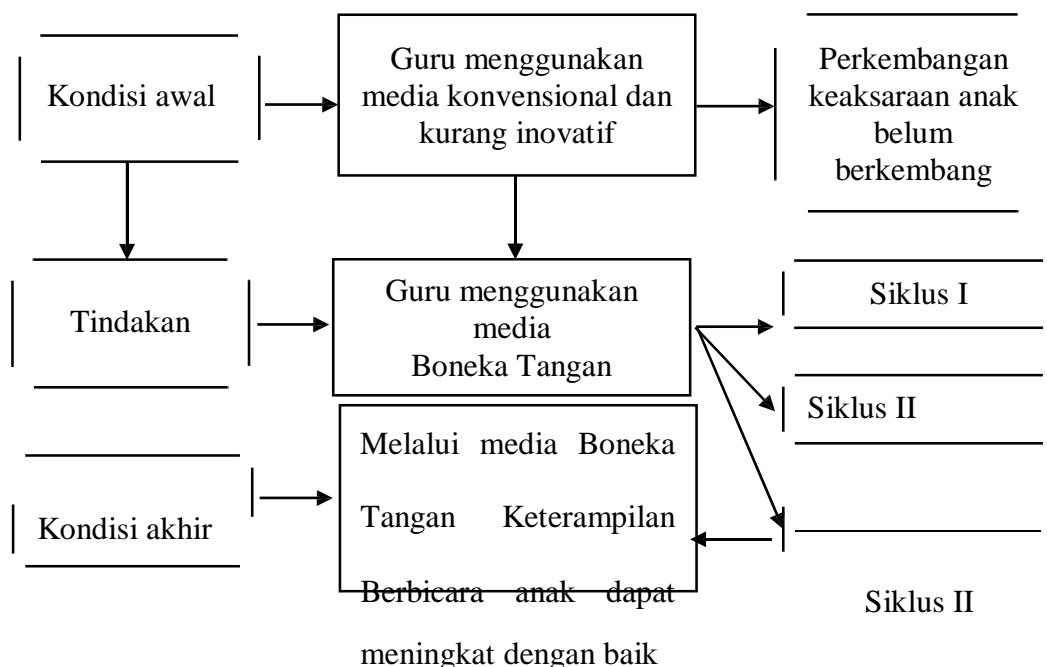 Kondisi awal
Guru menggunakan
media konvensional dan
kurang inovatif
Perkembangan
keaksaraan anak
belum
berkembang
Tindakan
Guru menggunakan
media
Boneka Tangan
Siklus I
Siklus II
Kondisi akhir
Melalui media Boneka
Tangan Keterampilan
Berbicara anak dapat
meningkat dengan baik
Siklus II